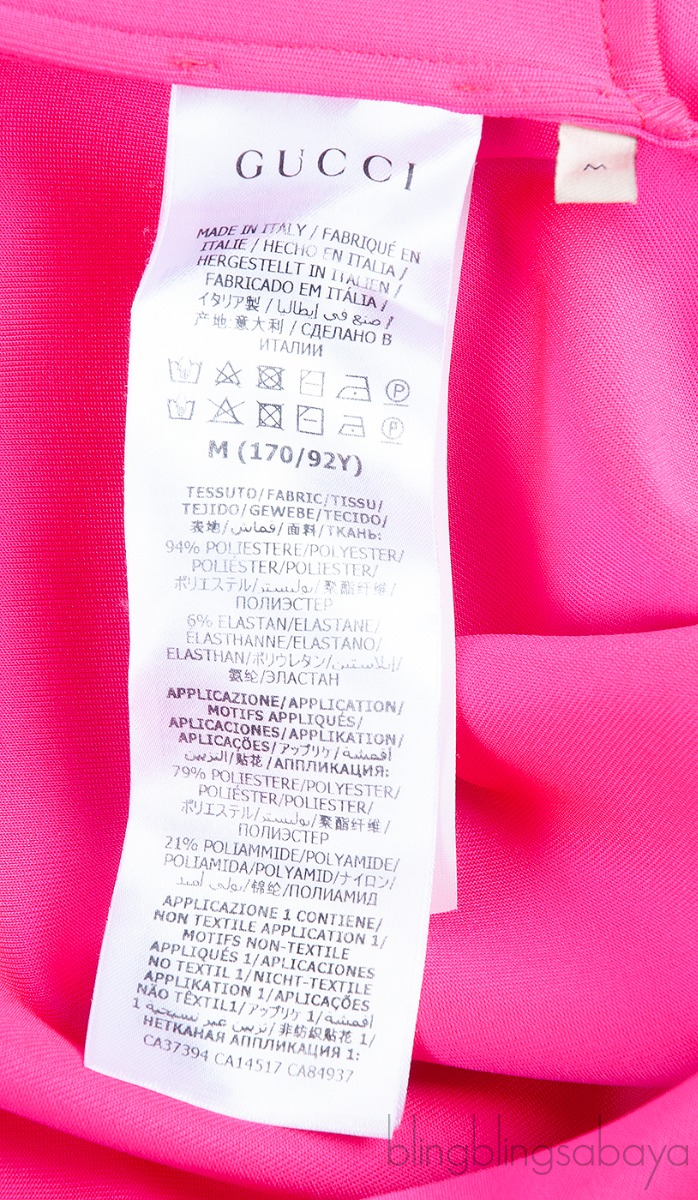 GUCCI
M
MADE IN ITALY / FABRIQUÉ EN
ITALIE / HECHO EN ITALIA /
HERGESTELLT IN ITALIEN /
FABRICADO EM ITÁLIA /
イタリア製 / صنع في إيطاليا /
产地:意大利 / СДЕЛАНО В
ИТАЛИИ
P
P
M (170/92Y)
TESSUTO/FABRIC/TISSU/
TEJIDO/GEWEBE/TECIDO/
表地/قماش/面料/ТКАНЬ:
94% POLIESTERE/POLYESTER/
POLIÉSTER/POLIESTER/
ポリエステル/بوليستر/聚酯纤维/
ПОЛИЭСТЕР
6% ELASTAN/ELASTANE/
ÉLASTHANNE/ELASTANO/
ELASTHAN/ポリウレタン/إيلاستين/
氨纶/ЭЛАСТАН
APPLICAZIONE/APPLICATION/
MOTIFS APPLIQUÉS/
APLICACIONES/APPLIKATION/
APLICAÇÕES/アップリケ/أقمشة
التزيين/贴花/АППЛИКАЦИЯ:
79% POLIESTERE/POLYESTER/
POLIÉSTER/POLIESTER/
ポリエステル/بوليستر/聚酯纤维/
ПОЛИЭСТЕР
21% POLIAMMIDE/POLYAMIDE/
POLIAMIDA/POLYAMID/ナイロン/
بولي أميد/锦纶/ПОЛИАМИД
APPLICAZIONE 1 CONTIENE/
NON TEXTILE APPLICATION 1/
MOTIFS NON-TEXTILE
APPLIQUÉS 1/APLICACIONES
NO TEXTIL 1/NICHT-TEXTILE
APPLIKATION 1/APLICAÇÕES
NÃO TÊXTIL1/アップリケ 1/أقمشة
تزيين غير نسيجية 1/非纺织贴花 1/
НЕТКАНАЯ АППЛИКАЦИЯ 1:
CA37394 CA14517 CA84937
blingblingsabaya